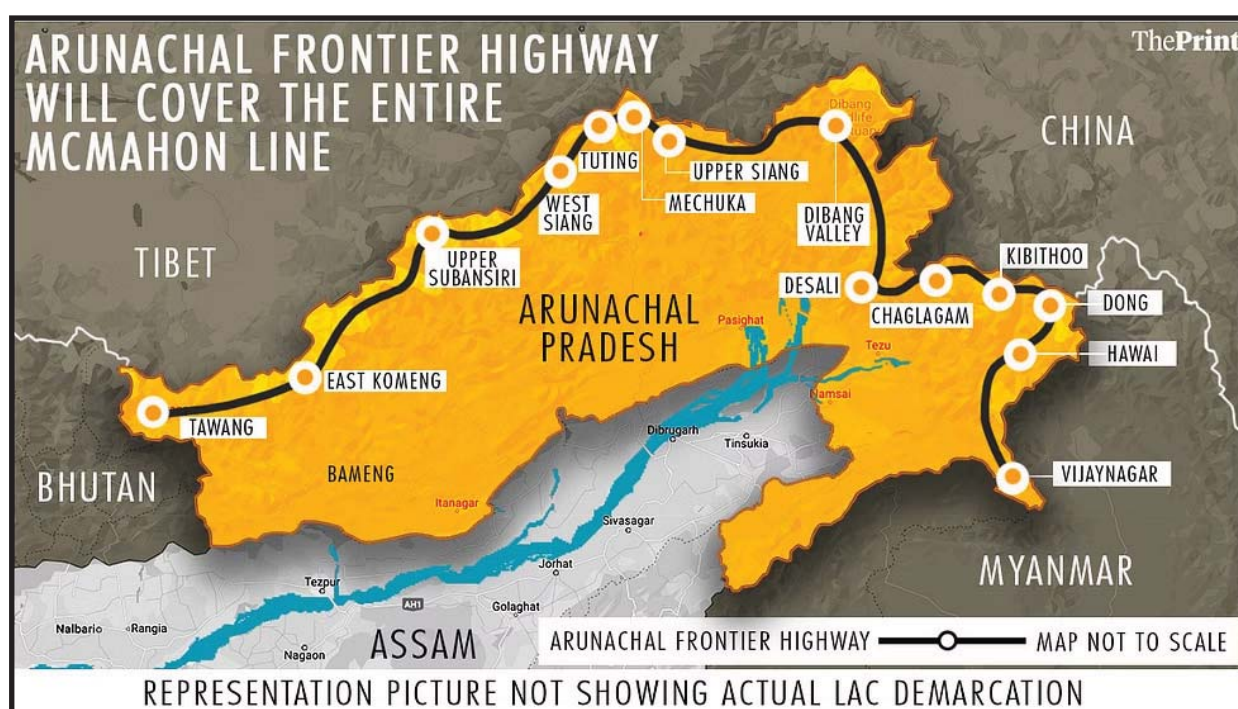 ARUNACHAL FRONTIER HIGHWAY
WILL COVER THE ENTIRE
MCMAHON LINE
ThePrint
CHINA
TIBET
BHUTAN
MYANMAR
ARUNACHAL
PRADESH
ASSAM
TAWANG
EAST KOMENG
UPPER
SUBANSIRI
WEST
SIANG
TUTING
MECHUKA
UPPER SIANG
Dibang
DIBANG
VALLEY
DESALI
CHAGLAGAM
KIBITHOO
DONG
HAWAI
VIJAYNAGAR
BAMENG
Itanagar
Pasighat
Tezu
Namsai
Dibrugarh
Tinsukia
Sivasagar
Jorhat
Golaghat
AH1
Tezpur
Nagaon
Nalbari
Rangia
ARUNACHAL FRONTIER HIGHWAY
MAP NOT TO SCALE
REPRESENTATION PICTURE NOT SHOWING ACTUAL LAC DEMARCATION